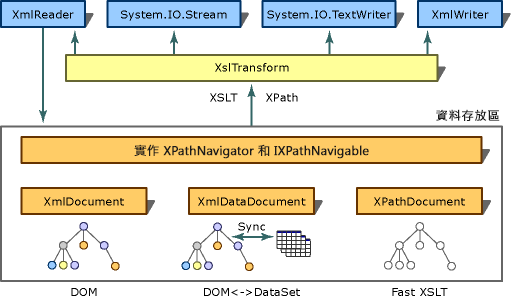 XmlReader
System.IO.Stream
System.IO.TextWriter
XmlWriter
XslTransform
XSLT
XPath
資料存放區
實作 XPathNavigator 和 IXPathNavigable
XmlDocument
XmlDataDocument
XPathDocument
Sync
DOM
DOM<->DataSet
Fast XSLT